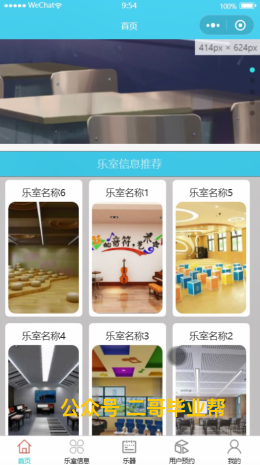 WeChat
9:54
100%
首页
414px × 624px
乐室信息推荐
乐室名称6
乐室名称1
乐室名称5
乐室名称4
乐室名称3
乐室名称2
公众号:二哥毕业帮
首页
乐室信息
乐器
用户预约
我的